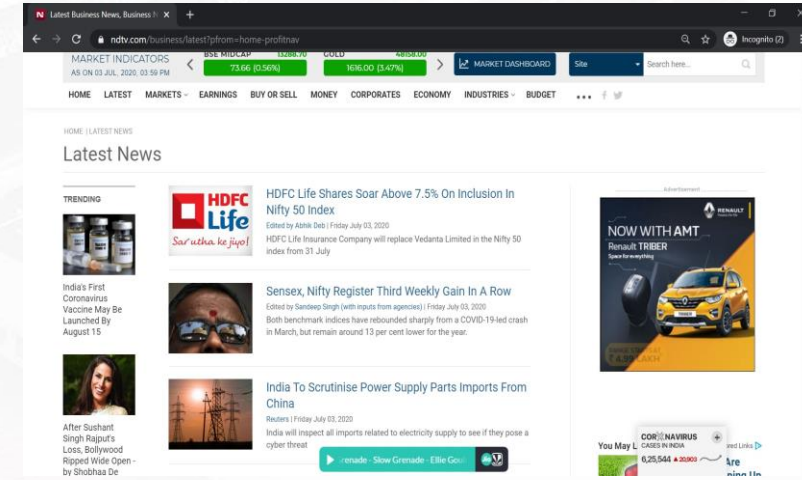 Latest Business News, Business N
ndtv.com/business/latest?pfrom=home-profitnav
Incognito (2)
MARKET INDICATORS
AS ON 03 JUL, 2020, 03:59 PM
BSE MIDCAP 13288.70
73.66 (0.56%)
GOLD 48158.00
1616.00 (3.47%)
MARKET DASHBOARD
Site
Search here...
HOME LATEST MARKETS EARNINGS BUY OR SELL MONEY CORPORATES ECONOMY INDUSTRIES BUDGET
HOME | LATEST NEWS
Latest News
TRENDING
India's First
Coronavirus
Vaccine May Be
Launched By
August 15
After Sushant
Singh Rajput's
Loss, Bollywood
Ripped Wide Open -
by Shobhaa De
HDFC
Life
Sar utha ke jiyo!
HDFC Life Shares Soar Above 7.5% On Inclusion In
Nifty 50 Index
Edited by Abhik Deb | Friday July 03, 2020
HDFC Life Insurance Company will replace Vedanta Limited in the Nifty 50
index from 31 July
Sensex, Nifty Register Third Weekly Gain In A Row
Edited by Sandeep Singh (with inputs from agencies) | Friday July 03, 2020
Both benchmark indices have rebounded sharply from a COVID-19-led crash
in March, but remain around 13 per cent lower for the year.
India To Scrutinise Power Supply Parts Imports From
China
Reuters | Friday July 03, 2020
India will inspect all imports related to electricity supply to see if they pose a
cyber threat
renade - Slow Grenade - Ellie Gou
Advertisement
RENAULT
NOW WITH AMT
Renault TRIBER
Space for everything
You May L
CORONAVIRUS
CASES IN INDIA
6,25,544 ▲ 20,903
Links
Are